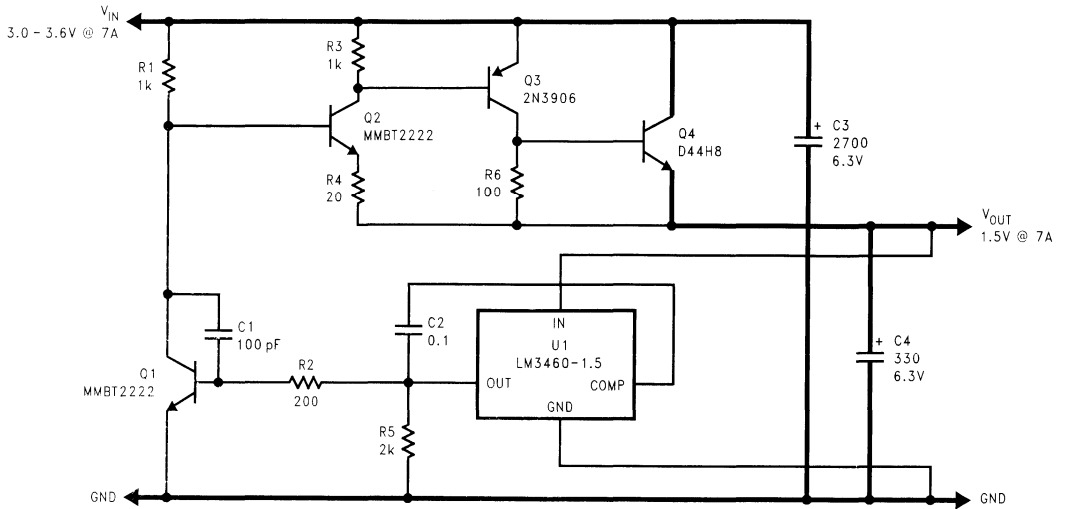 VIN
3.0 - 3.6V @ 7A
R1
1k
R3
1k
Q2
MMBT2222
R4
20
Q3
2N3906
R6
100
Q4
D44H8
+ C3
2700
6.3V
VOUT
1.5V @ 7A
C1
100 pF
Q1
MMBT2222
R2
200
C2
0.1
R5
2k
IN
U1
LM3460-1.5
OUT
COMP
GND
+ C4
330
6.3V
GND
GND